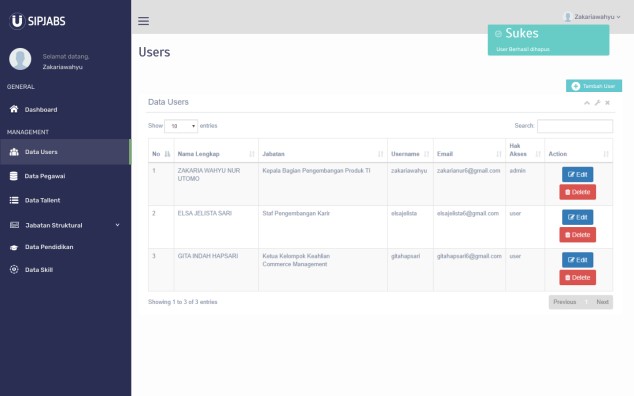 SIPJABS
Zakariawahyu
Sukes
User Berhasil dihapus
Selamat datang,
Zakariawahyu
Users
GENERAL
Tambah User
Dashboard
Data Users
MANAGEMENT
Show 10 entries
Search:
Data Users
No Nama Lengkap Jabatan Username Email Hak Akses Action
Data Pegawai
1 ZAKARIA WAHYU NUR UTOMO Kepala Bagian Pengembangan Produk TI zakariawahyu zakarianur6@gmail.com admin Edit
Delete
Data Tallent
2 ELSA JELISTA SARI Staf Pengembangan Karir elsajelista elsajelista6@gmail.com user Edit
Delete
Jabatan Struktural
Data Pendidikan
3 GITA INDAH HAPSARI Ketua Kelompok Keahlian Commerce Management gitahapsari gitahapsari6@gmail.com user Edit
Delete
Data Skill
Showing 1 to 3 of 3 entries
Previous 1 Next